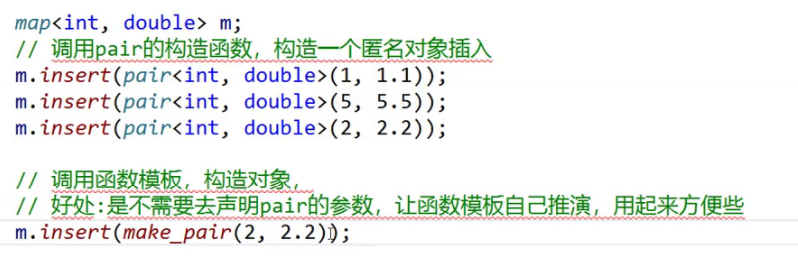 map<int, double> m;
// 调用pair的构造函数，构造一个匿名对象插入
m.insert(pair<int, double>(1, 1.1));
m.insert(pair<int, double>(5, 5.5));
m.insert(pair<int, double>(2, 2.2));
// 调用函数模板，构造对象，
// 好处:是不需要去声明pair的参数，让函数模板自己推演，用起来方便些
m.insert(make_pair(2, 2.2));